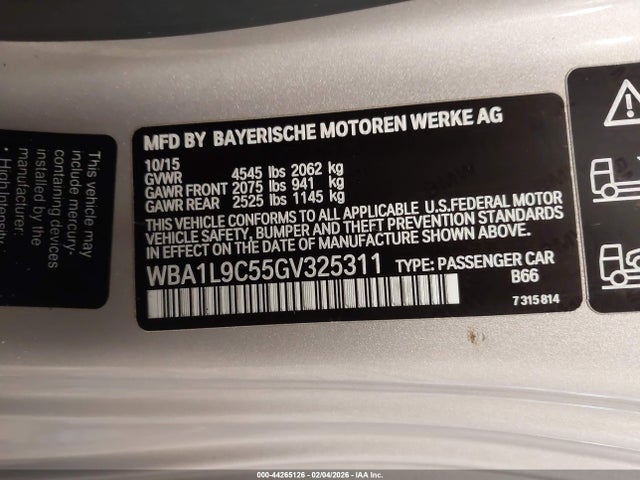 This vehicle may
include mercury-
containing devices
installed by the
manufacturer:
• High Intensity
MFD BY BAYERISCHE MOTOREN WERKE AG
10/15
GVWR 4545 lbs 2062 kg
GAWR FRONT 2075 lbs 941 kg
GAWR REAR 2525 lbs 1145 kg
THIS VEHICLE CONFORMS TO ALL APPLICABLE U.S.FEDERAL MOTOR
VEHICLE SAFETY, BUMPER AND THEFT PREVENTION STANDARDS
IN EFFECT ON THE DATE OF MANUFACTURE SHOWN ABOVE.
WBA1L9C55GV325311 TYPE: PASSENGER CAR
B66
7 315 814
000-44265126 - 02/04/2026 - IAA Inc.